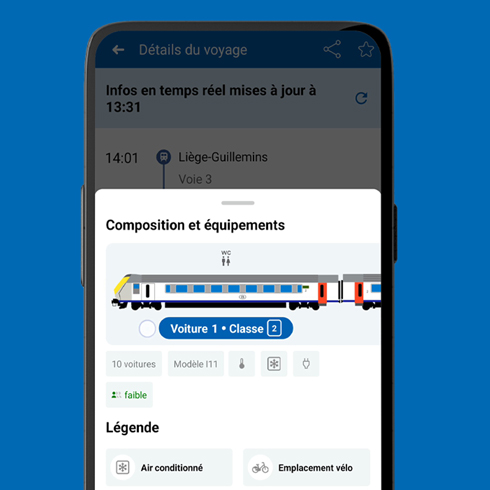 Détails du voyage
Infos en temps réel mises à jour à
13:31
14:01 Liège-Guillemins
Voie 3
Composition et équipements
WC
Voiture 1 • Classe 2
10 voitures Modèle I11
faible
Légende
Air conditionné Emplacement vélo